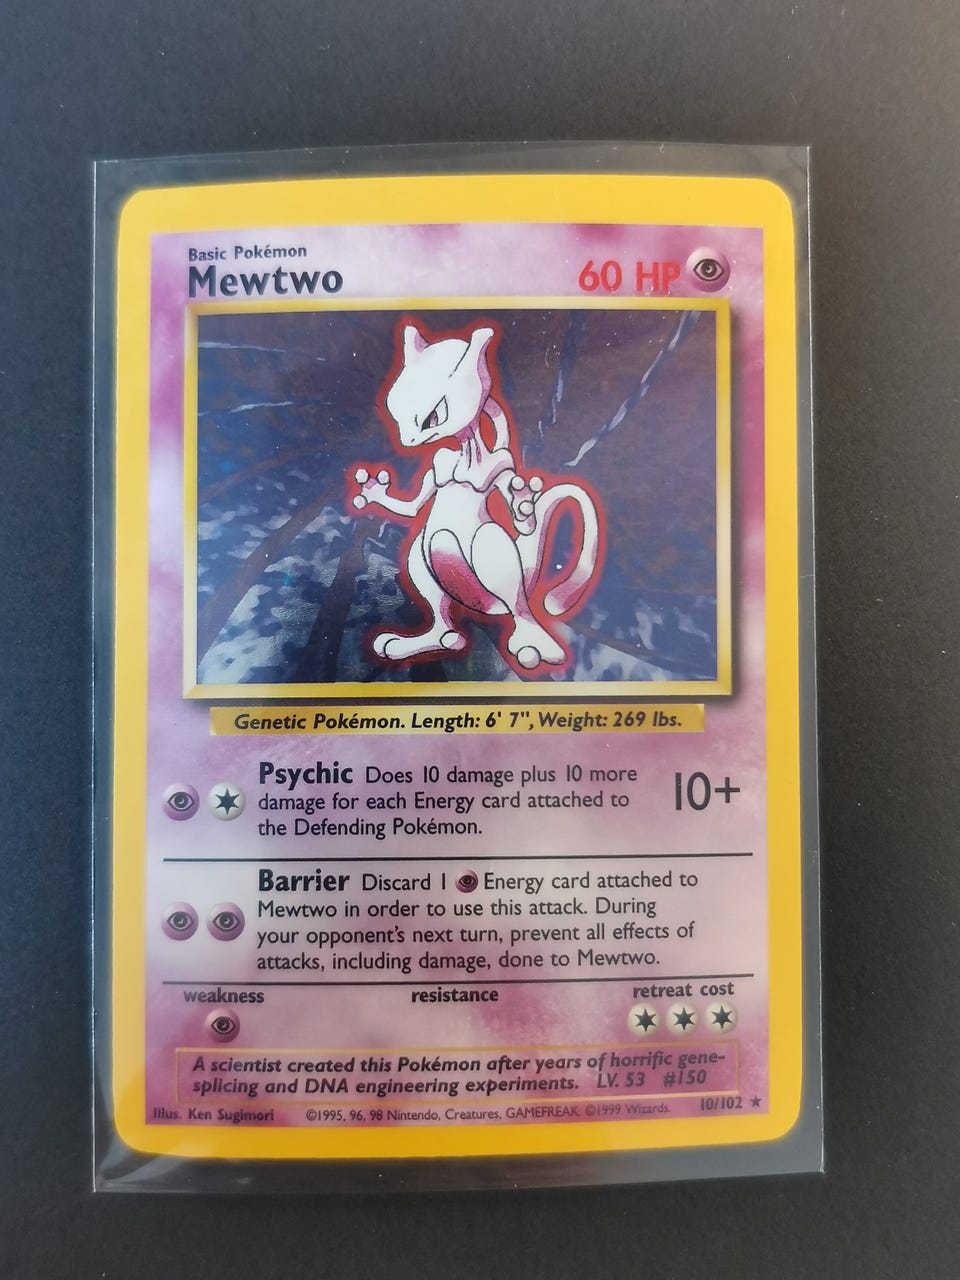 Basic Pokémon
Mewtwo 60 HP
Genetic Pokémon. Length: 6' 7", Weight: 269 lbs.
Psychic Does 10 damage plus 10 more
damage for each Energy card attached to
the Defending Pokémon.
10+
Barrier Discard 1 Energy card attached to
Mewtwo in order to use this attack. During
your opponent's next turn, prevent all effects of
attacks, including damage, done to Mewtwo.
weakness resistance retreat cost
A scientist created this Pokémon after years of horrific gene-
splicing and DNA engineering experiments. LV. 53 #150
Illus. Ken Sugimori ©1995, 96, 98 Nintendo, Creatures, GAMEFREAK. ©1999 Wizards. 10/102 ★